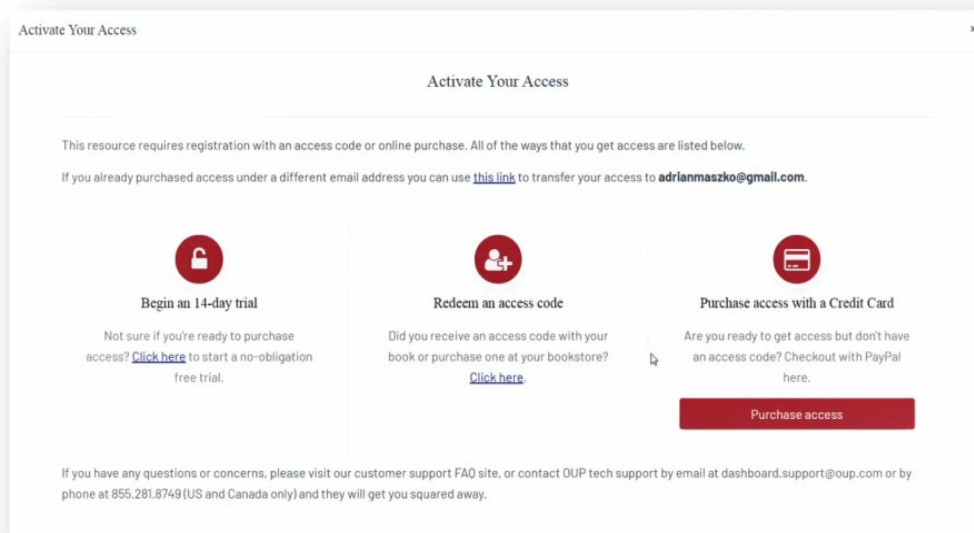 Activate Your Access
Activate Your Access
This resource requires registration with an access code or online purchase. All of the ways that you get access are listed below.
If you already purchased access under a different email address you can use this link to transfer your access to adrianmaszko@gmail.com.
Begin an 14-day trial
Not sure if you're ready to purchase
access? Click here to start a no-obligation
free trial.
Redeem an access code
Did you receive an access code with your
book or purchase one at your bookstore?
Click here.
Purchase access with a Credit Card
Are you ready to get access but don't have
an access code? Checkout with PayPal
here.
Purchase access
If you have any questions or concerns, please visit our customer support FAQ site, or contact OUP tech support by email at dashboard.support@oup.com or by
phone at 855.281.8749 (US and Canada only) and they will get you squared away.